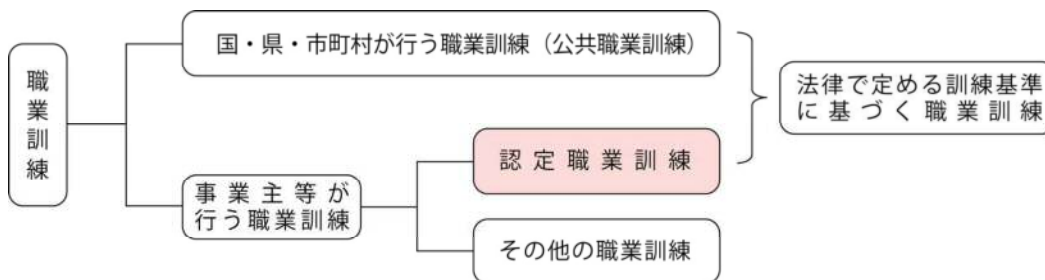 職業訓練
国・県・市町村が行う職業訓練（公共職業訓練）
事業主等が
行う職業訓練
認定職業訓練
その他の職業訓練
法律で定める訓練基準
に基づく職業訓練